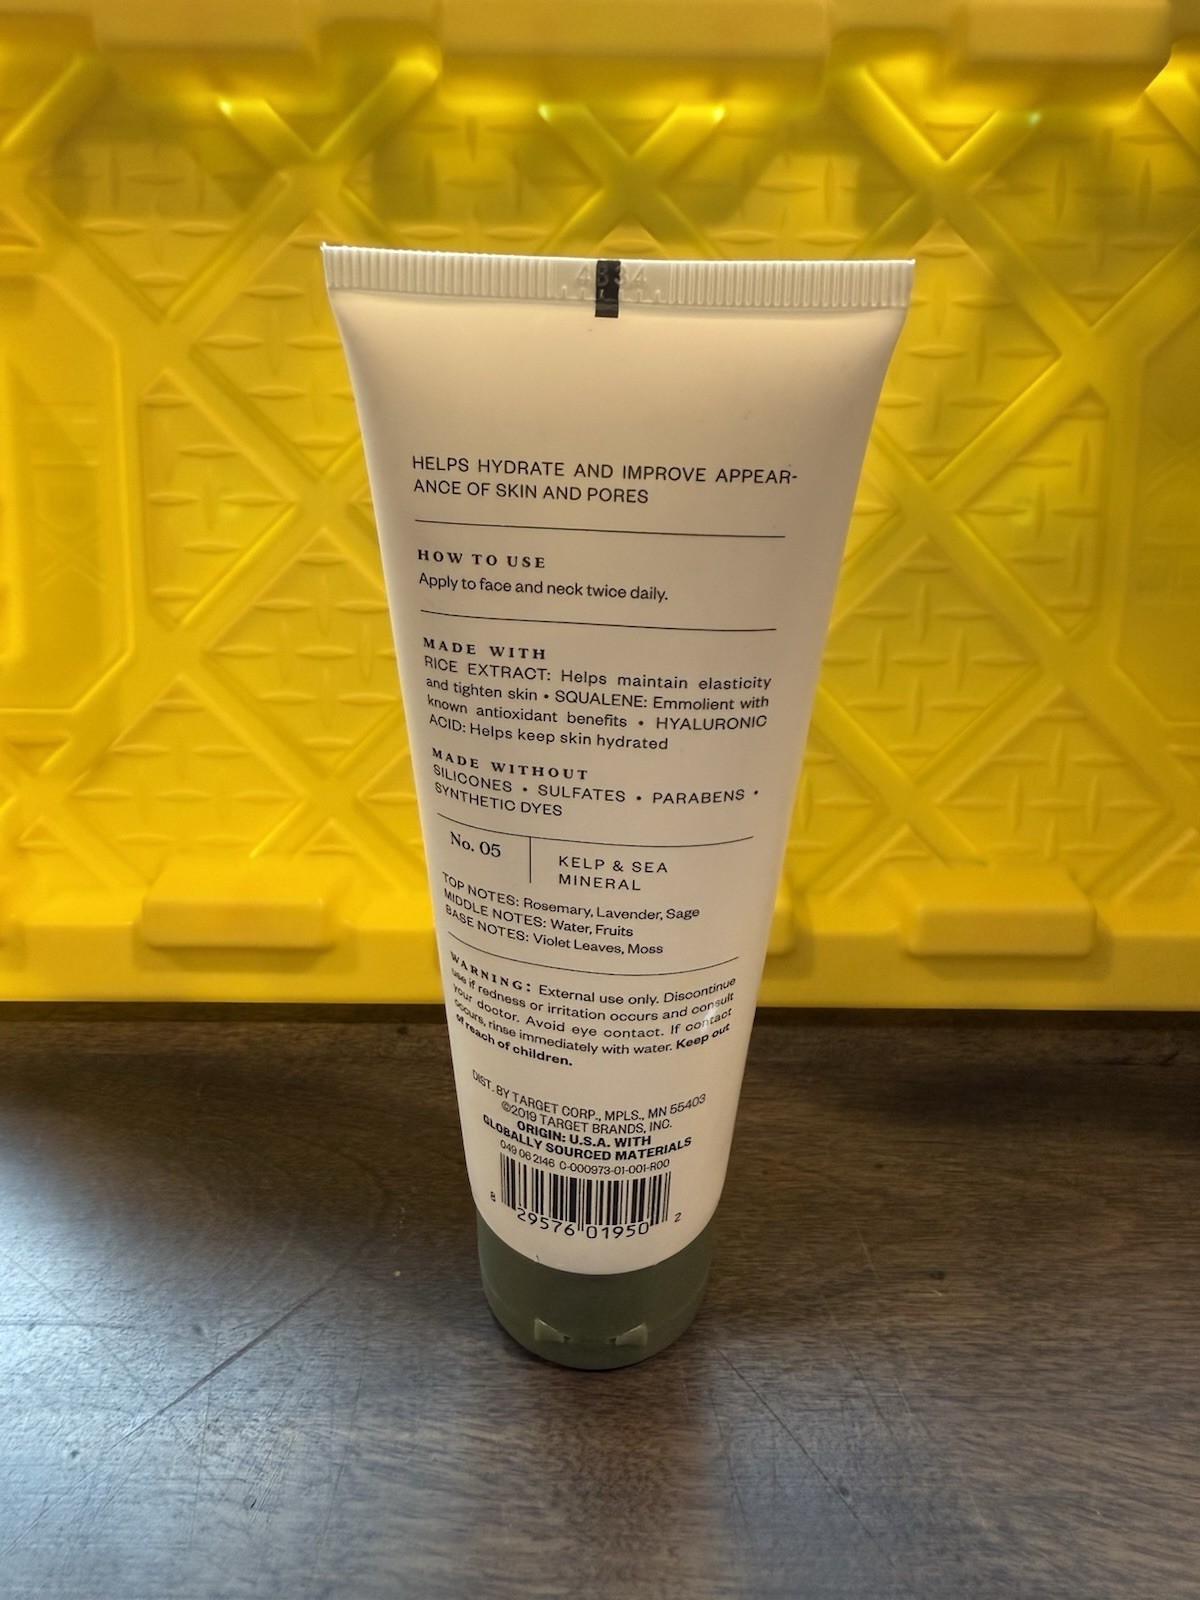 HELPS HYDRATE AND IMPROVE APPEAR-
ANCE OF SKIN AND PORES
HOW TO USE
Apply to face and neck twice daily.
MADE WITH
RICE EXTRACT: Helps maintain elasticity
and tighten skin • SQUALENE: Emmolient with
known antioxidant benefits • HYALURONIC
ACID: Helps keep skin hydrated
MADE WITHOUT
SILICONES • SULFATES • PARABENS •
SYNTHETIC DYES
No. 05
KELP & SEA
MINERAL
TOP NOTES: Rosemary, Lavender, Sage
MIDDLE NOTES: Water, Fruits
BASE NOTES: Violet Leaves, Moss
WARNING: External use only. Discontinue
use if redness or irritation occurs and consult
your doctor. Avoid eye contact. If contact
occurs, rinse immediately with water. Keep out
of reach of children.
DIST. BY TARGET CORP., MPLS., MN 55403
©2019 TARGET BRANDS, INC.
ORIGIN: U.S.A. WITH
GLOBALLY SOURCED MATERIALS
049 06 2146 C-000973-01-001-R00
8 29576 01950 2